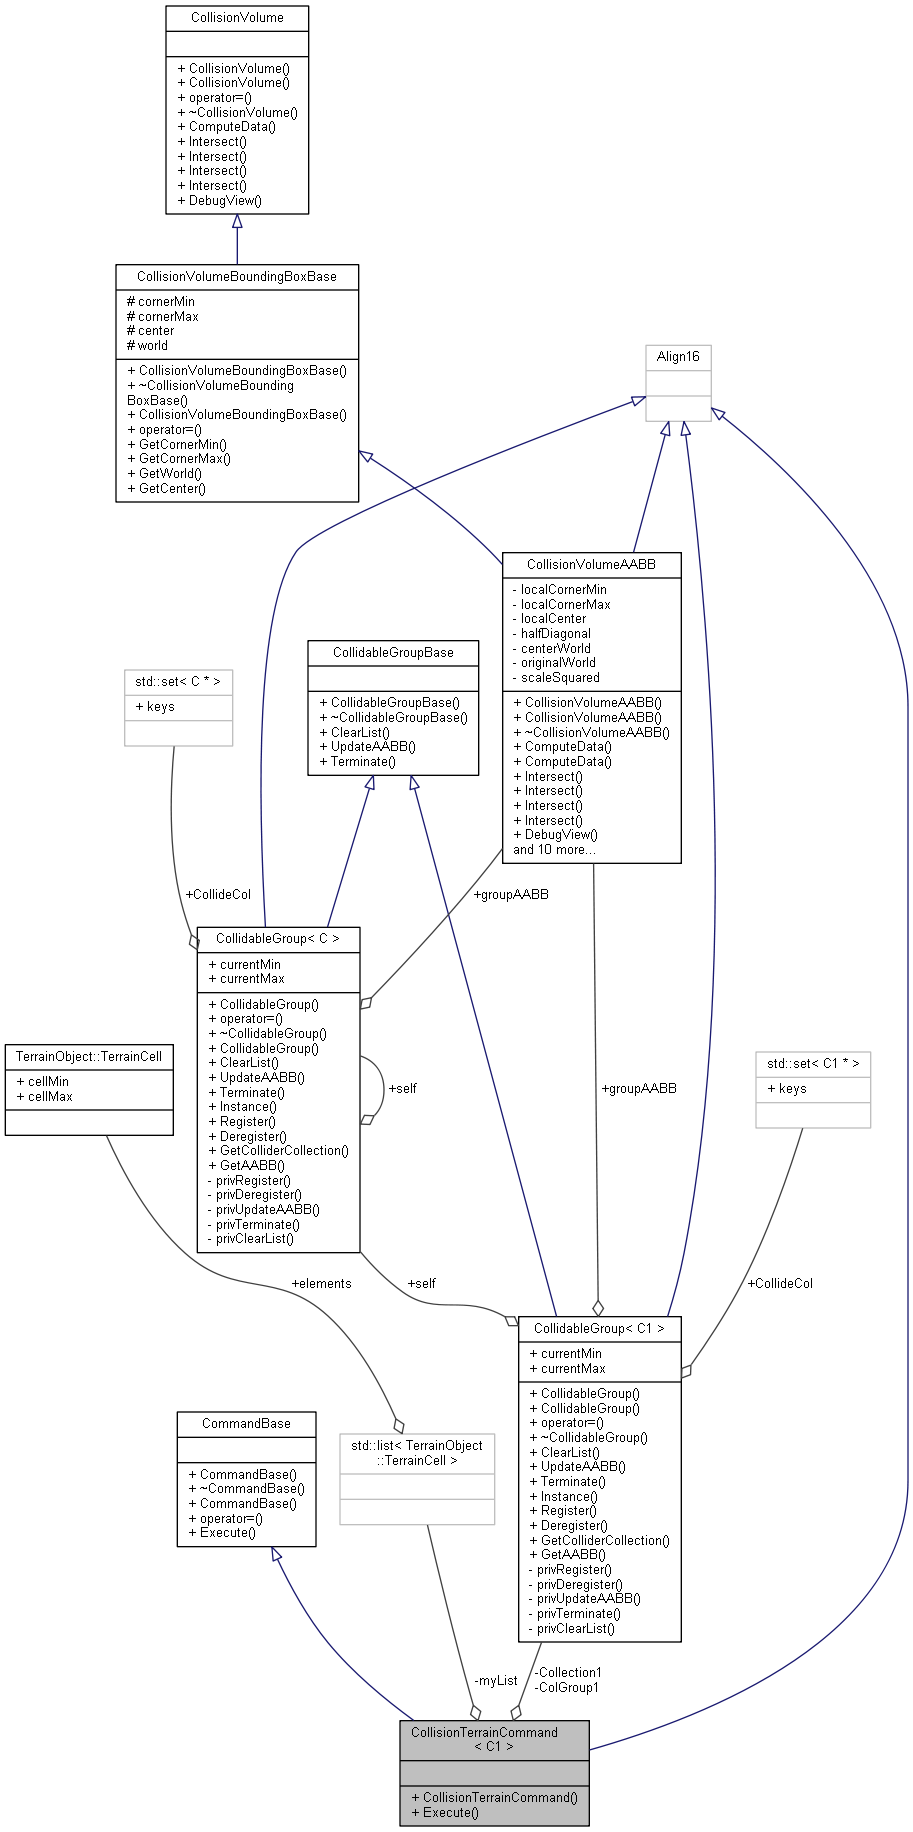 CollisionVolume
+ CollisionVolume()
+ CollisionVolume()
+ operator=()
+ ~CollisionVolume()
+ ComputeData()
+ Intersect()
+ Intersect()
+ Intersect()
+ Intersect()
+ DebugView()
CollisionVolumeBoundingBoxBase
# cornerMin
# cornerMax
# center
# world
+ CollisionVolumeBoundingBoxBase()
+ ~CollisionVolumeBounding
BoxBase()
+ CollisionVolumeBoundingBoxBase()
+ operator=()
+ GetCornerMin()
+ GetCornerMax()
+ GetWorld()
+ GetCenter()
Align16
CollisionVolumeAABB
- localCornerMin
- localCornerMax
- localCenter
- halfDiagonal
- centerWorld
- originalWorld
- scaleSquared
+ CollisionVolumeAABB()
+ CollisionVolumeAABB()
+ ~CollisionVolumeAABB()
+ ComputeData()
+ ComputeData()
+ Intersect()
+ Intersect()
+ Intersect()
+ Intersect()
+ DebugView()
and 10 more...
CollidableGroupBase
+ CollidableGroupBase()
+ ~CollidableGroupBase()
+ ClearList()
+ UpdateAABB()
+ Terminate()
std::set< C * >
+ keys
+CollideCol
+groupAABB
CollidableGroup< C >
+ currentMin
+ currentMax
+ CollidableGroup()
+ operator=()
+ ~CollidableGroup()
+ CollidableGroup()
+ ClearList()
+ UpdateAABB()
+ Terminate()
+ Instance()
+ Register()
+ Deregister()
+ GetColliderCollection()
+ GetAABB()
- privRegister()
- privDeregister()
- privUpdateAABB()
- privTerminate()
- privClearList()
+self
+groupAABB
TerrainObject::TerrainCell
+ cellMin
+ cellMax
std::set< C1 * >
+ keys
+elements
+self
+CollideCol
CollidableGroup< C1 >
+ currentMin
+ currentMax
+ CollidableGroup()
+ CollidableGroup()
+ operator=()
+ ~CollidableGroup()
+ ClearList()
+ UpdateAABB()
+ Terminate()
+ Instance()
+ Register()
+ Deregister()
+ GetColliderCollection()
+ GetAABB()
- privRegister()
- privDeregister()
- privUpdateAABB()
- privTerminate()
- privClearList()
CommandBase
+ CommandBase()
+ ~CommandBase()
+ CommandBase()
+ operator=()
+ Execute()
std::list< TerrainObject
::TerrainCell >
-myList
-Collection1
-ColGroup1
CollisionTerrainCommand
< C1 >
+ CollisionTerrainCommand()
+ Execute()